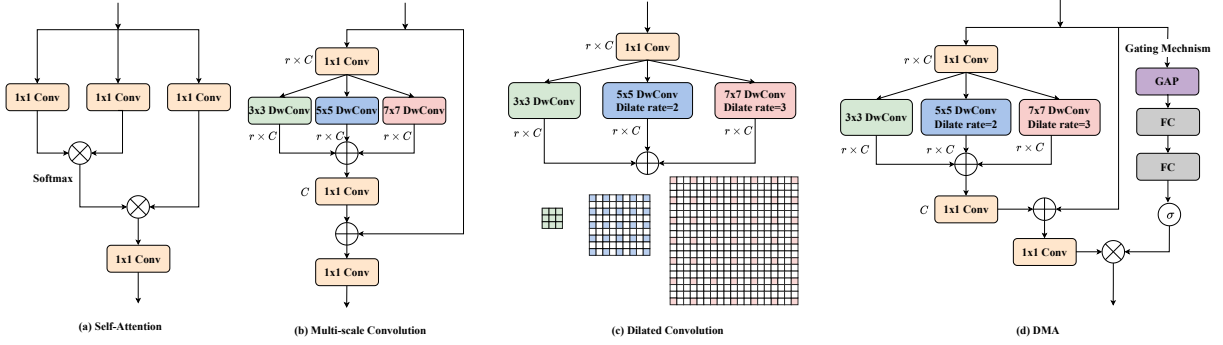 1x1 Conv
1x1 Conv
1x1 Conv
Softmax
1x1 Conv
(a) Self-Attention
r × C
1x1 Conv
3x3 DwConv
5x5 DwConv
7x7 DwConv
r × C
r × C
r × C
C
1x1 Conv
1x1 Conv
(b) Multi-scale Convolution
r × C
1x1 Conv
3x3 DwConv
5x5 DwConv
Dilate rate=2
7x7 DwConv
Dilate rate=3
r × C
r × C
r × C
(c) Dilated Convolution
r × C
1x1 Conv
3x3 DwConv
5x5 DwConv
Dilate rate=2
7x7 DwConv
Dilate rate=3
r × C
r × C
r × C
C
1x1 Conv
1x1 Conv
Gating Mechnism
GAP
FC
FC
σ
(d) DMA